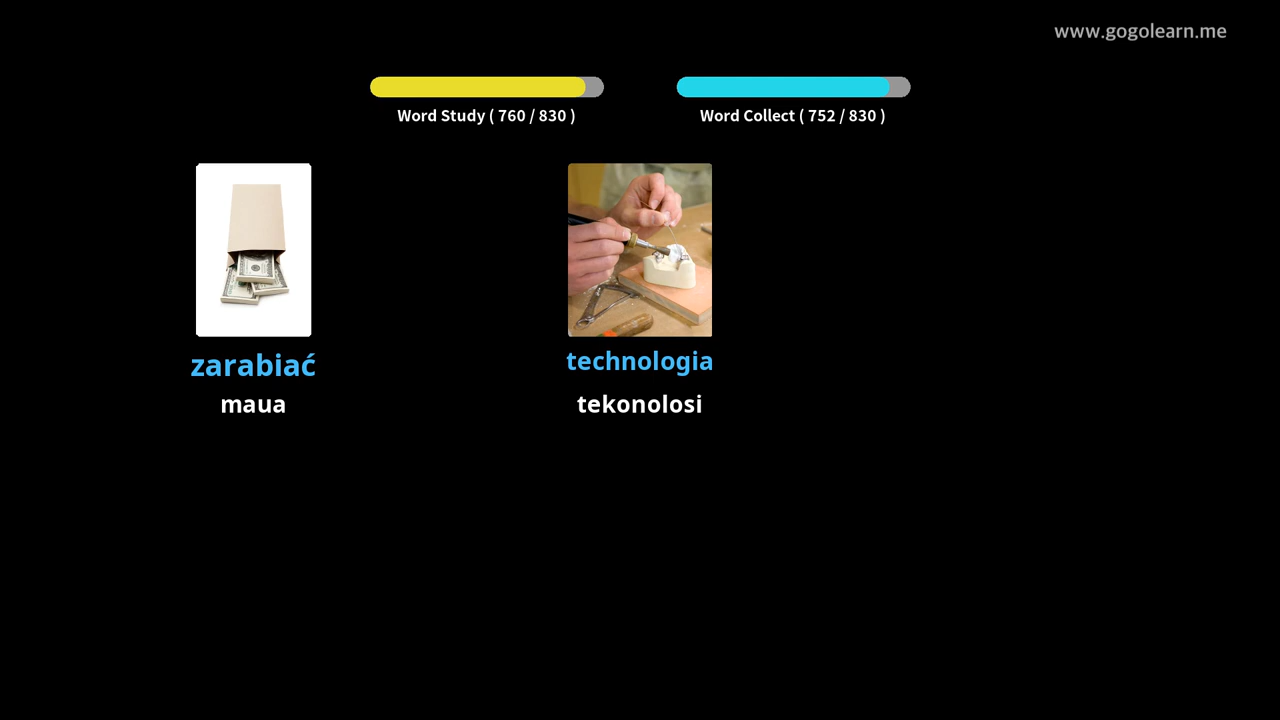 www.gogolearn.me
Word Study ( 760 / 830 )
Word Collect ( 752 / 830 )
zarabiać
technologia
maua
tekonolosi